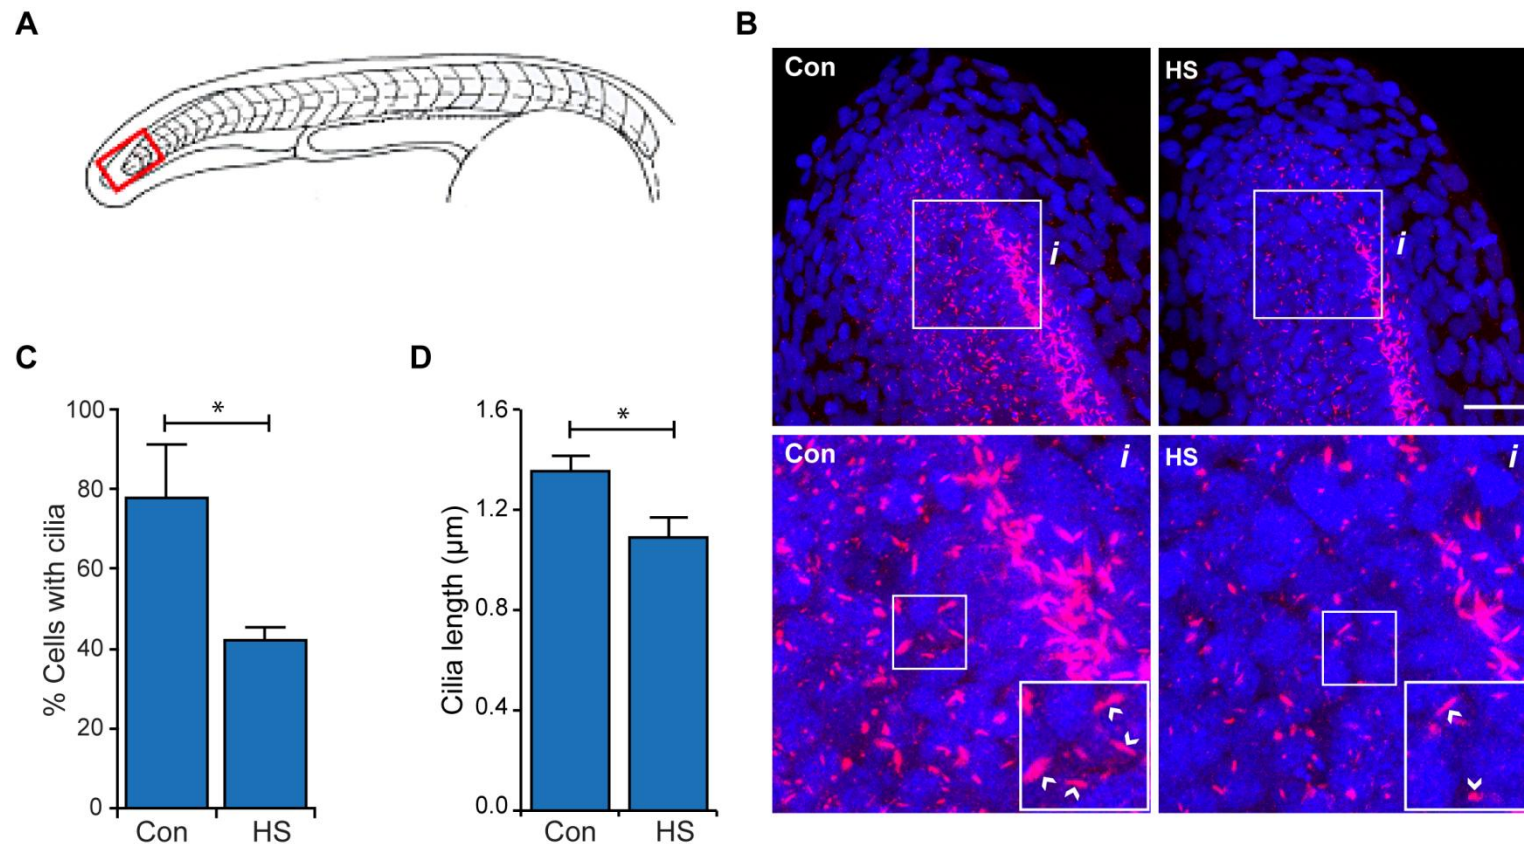 A
B
Con
HS
i
i
Con
i
HS
i
C
D
% Cells with cilia
100
80
60
40
20
0
*
Con
HS
Cilia length (µm)
1.6
1.2
0.8
0.4
0.0
*
Con
HS